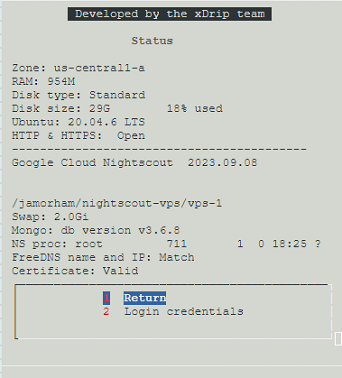 Developed by the xDrip team
Status
Zone: us-central1-a
RAM: 954M
Disk type: Standard
Disk size: 29G 18% used
Ubuntu: 20.04.6 LTS
HTTP & HTTPS: Open
-------------------------------------------
Google Cloud Nightscout 2023.09.08
/jamorham/nightscout-vps/vps-1
Swap: 2.0Gi
Mongo: db version v3.6.8
NS proc: root 711 1 0 18:25 ?
FreeDNS name and IP: Match
Certificate: Valid
1 Return
2 Login credentials